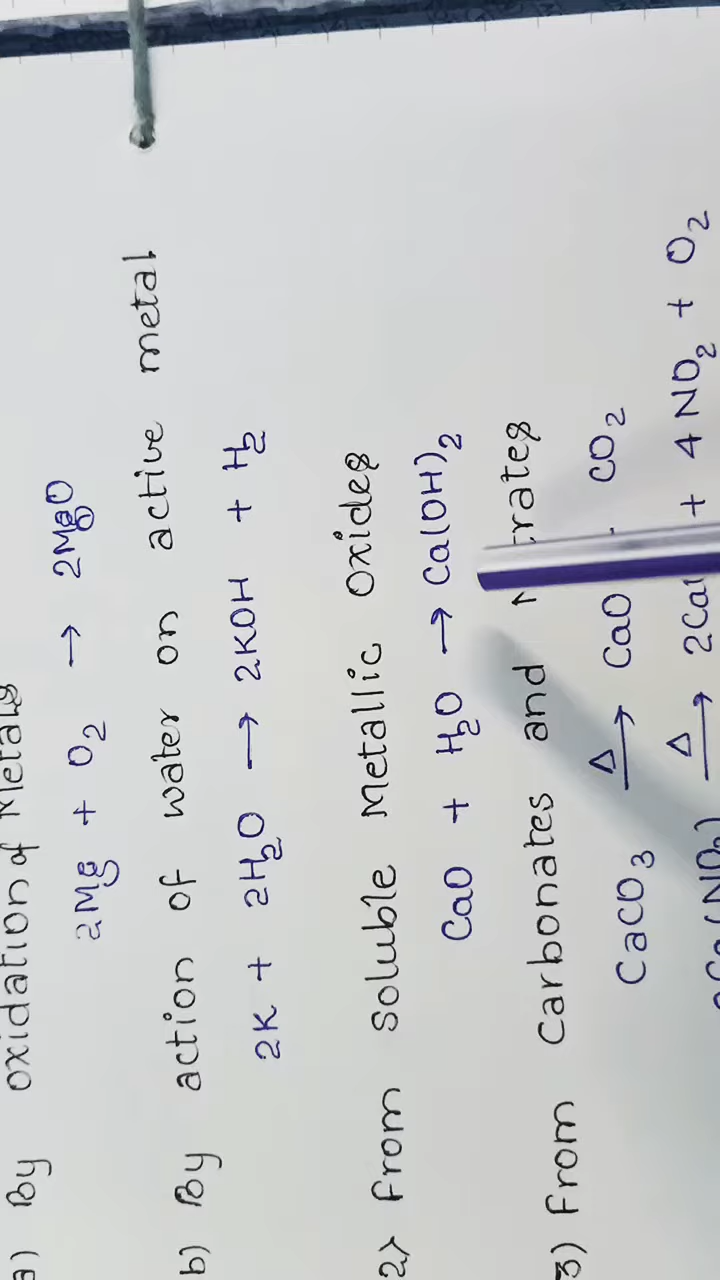 a) By oxidation of Metals
2Mg + O₂ → 2MgO
b) By action of water on active metal
2K + 2H₂O → 2KOH + H₂
2) From soluble Metallic Oxides
CaO + H₂O → Ca(OH)₂
3) From Carbonates and
CaCO₃ △→ CaO CO₂
△→ + 4NO₂ + O₂